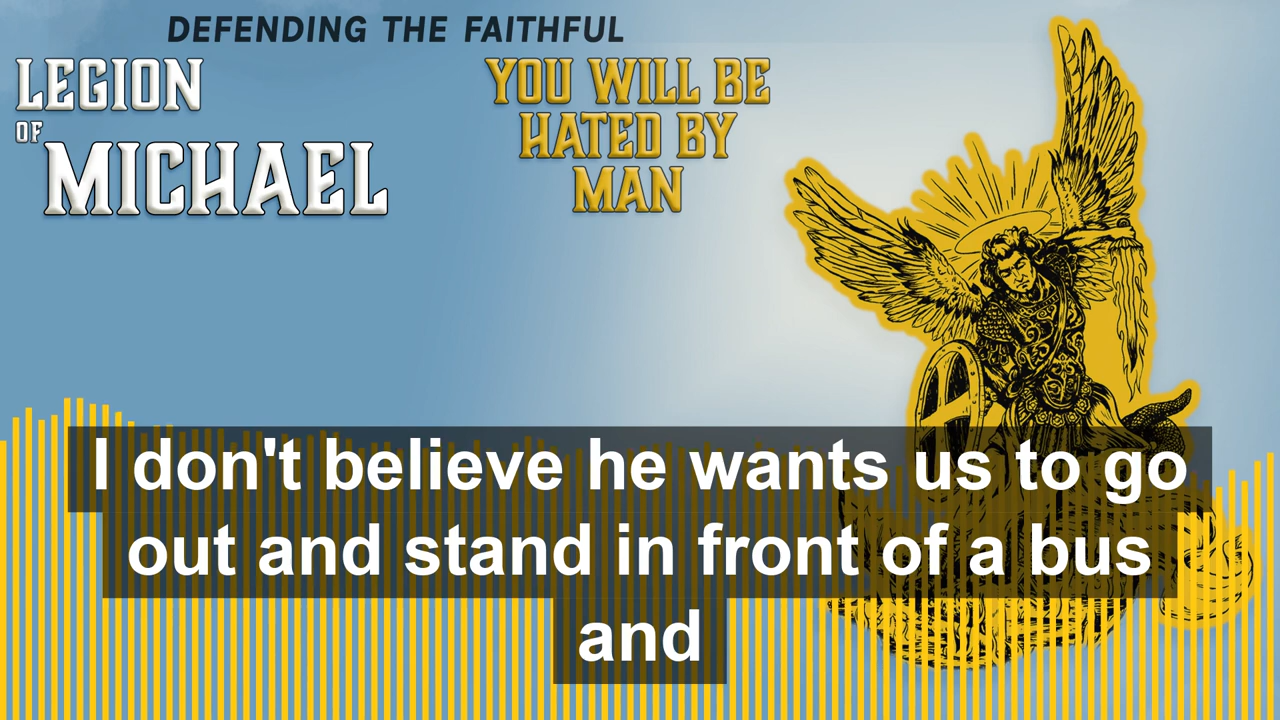 DEFENDING THE FAITHFUL
LEGION
OF
MICHAEL
YOU WILL BE
HATED BY
MAN
I don't believe he wants us to go
out and stand in front of a bus
and